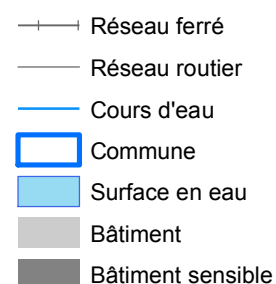 Réseau ferré
Réseau routier
Cours d'eau
Commune
Surface en eau
Bâtiment
Bâtiment sensible